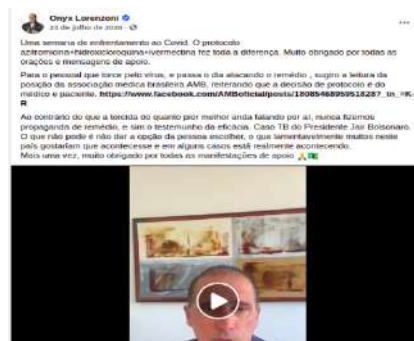 Onyx Lorenzoni
24 de julho de 2020
Uma semana de enfrentamento ao Covid. O protocolo
azitromicina+hidroxicloroquina+ivermectina fez toda a diferença. Muito obrigado por todas as
orações e mensagens de apoio.
Para o pessoal que torce pelo vírus, e passa o dia atacando o remédio , sugiro a leitura da
posição da associação médica brasileira AMB, reiterando que a decisão de protocolo é do
médico e paciente.
Ao contrário do que a torcida do quanto pior melhor anda falando por aí, nunca fizemos
propaganda de remédio, e sim o testemunho da eficácia. Caso TB do Presidente Jair Bolsonaro.
O que não pode é não dar a opção da pessoa escolher, o que lamentavelmente muitos neste
país gostariam que acontecesse e em alguns casos está realmente acontecendo.
Mais uma vez, muito obrigado por todas as manifestações de apoio